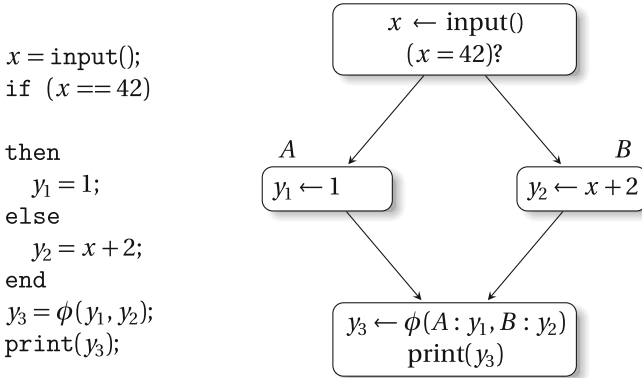 x = input();
if (x == 42)
then
y₁ = 1;
else
y₂ = x + 2;
end
y₃ = ϕ(y₁, y₂);
print(y₃);
x ← input()
(x = 42)?
A
B
y₁ ← 1
y₂ ← x + 2
y₃ ← ϕ(A : y₁, B : y₂)
print(y₃)